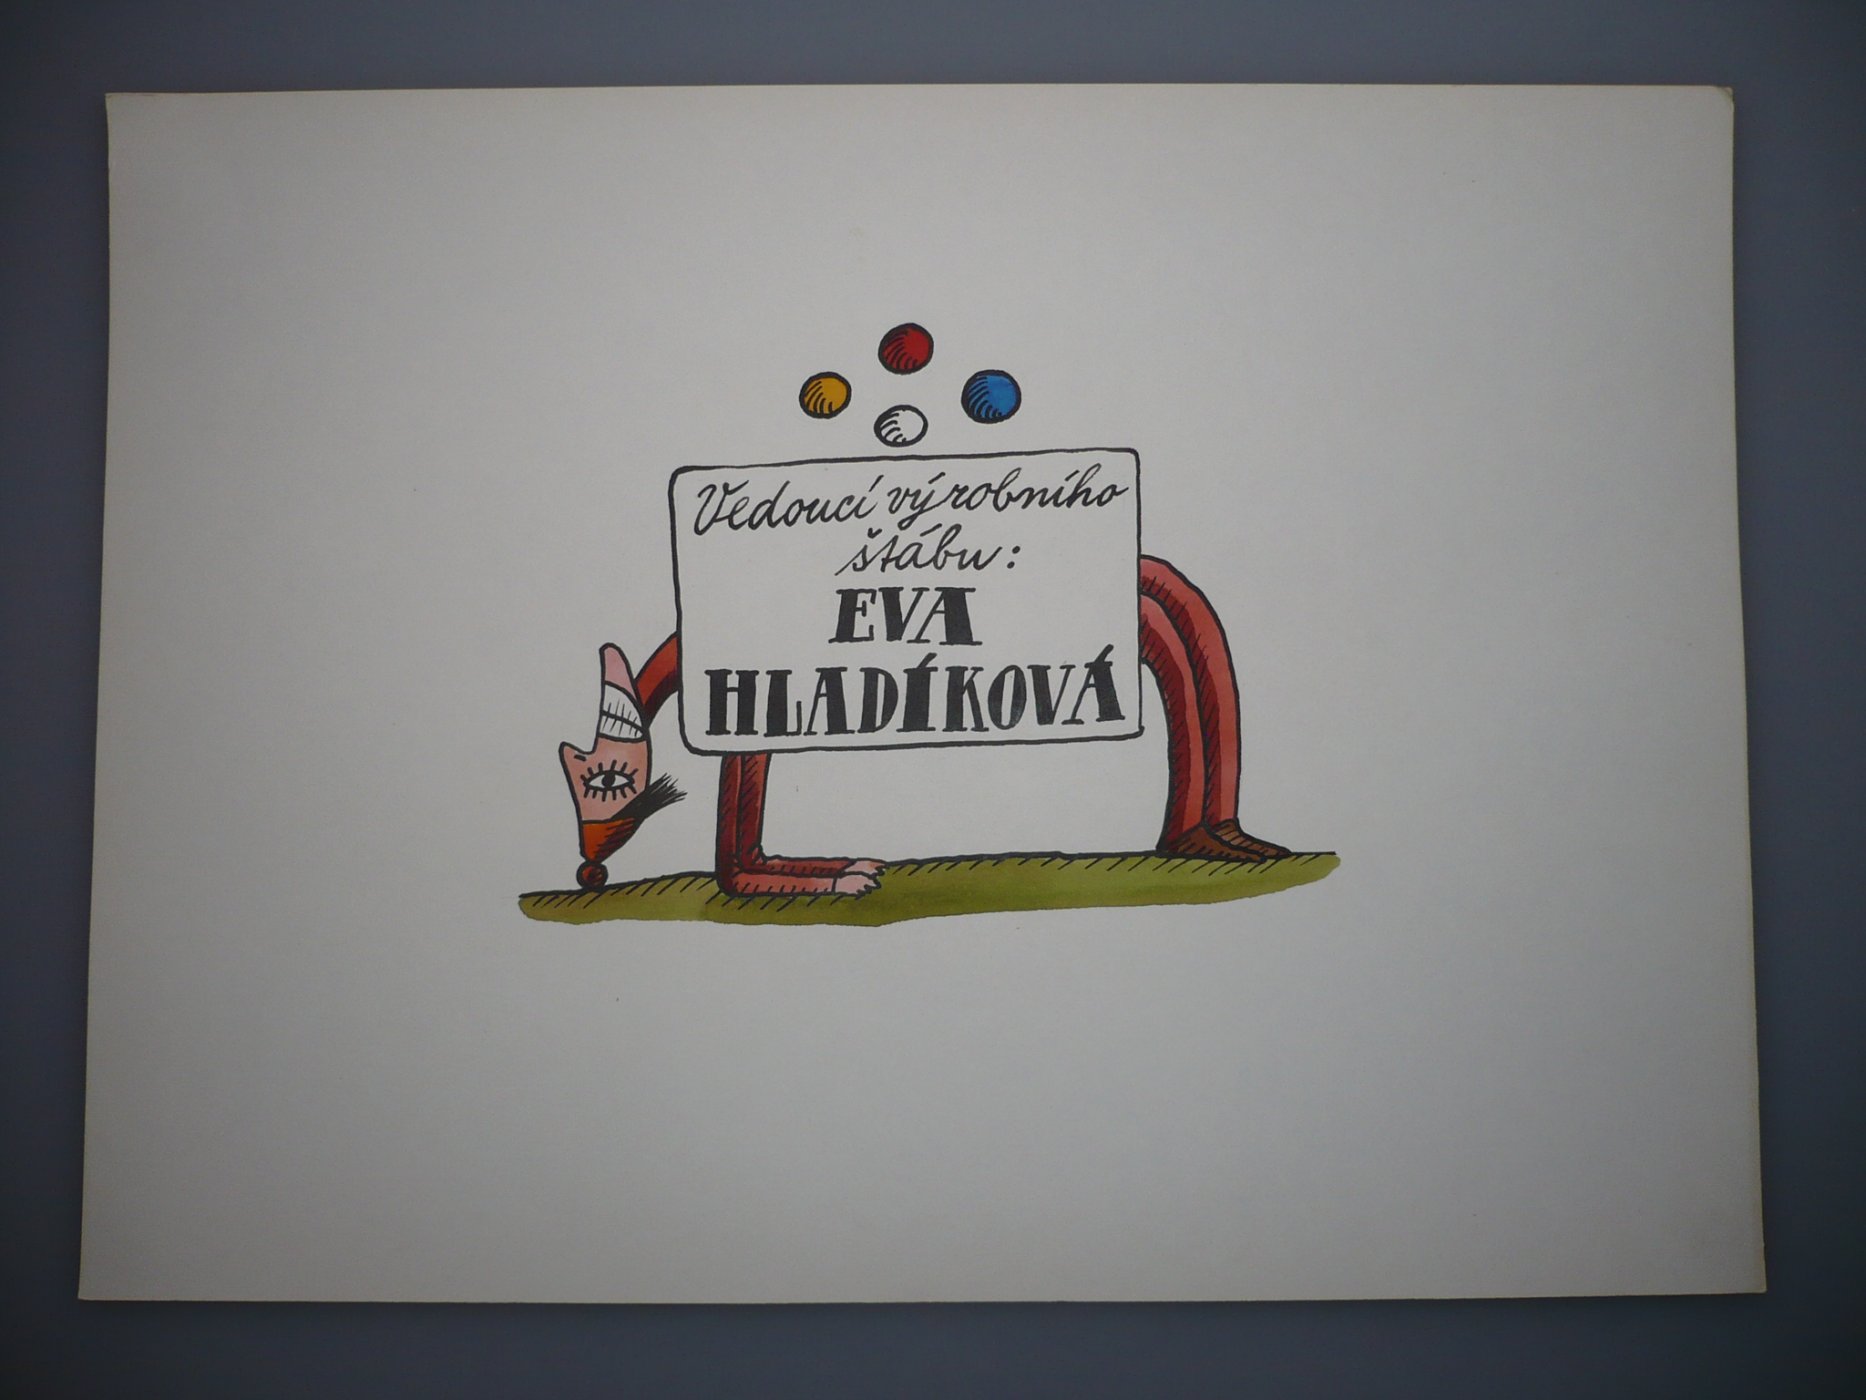 Vedoucí výrobního
štábu:
EVA
HLADÍKOVÁ